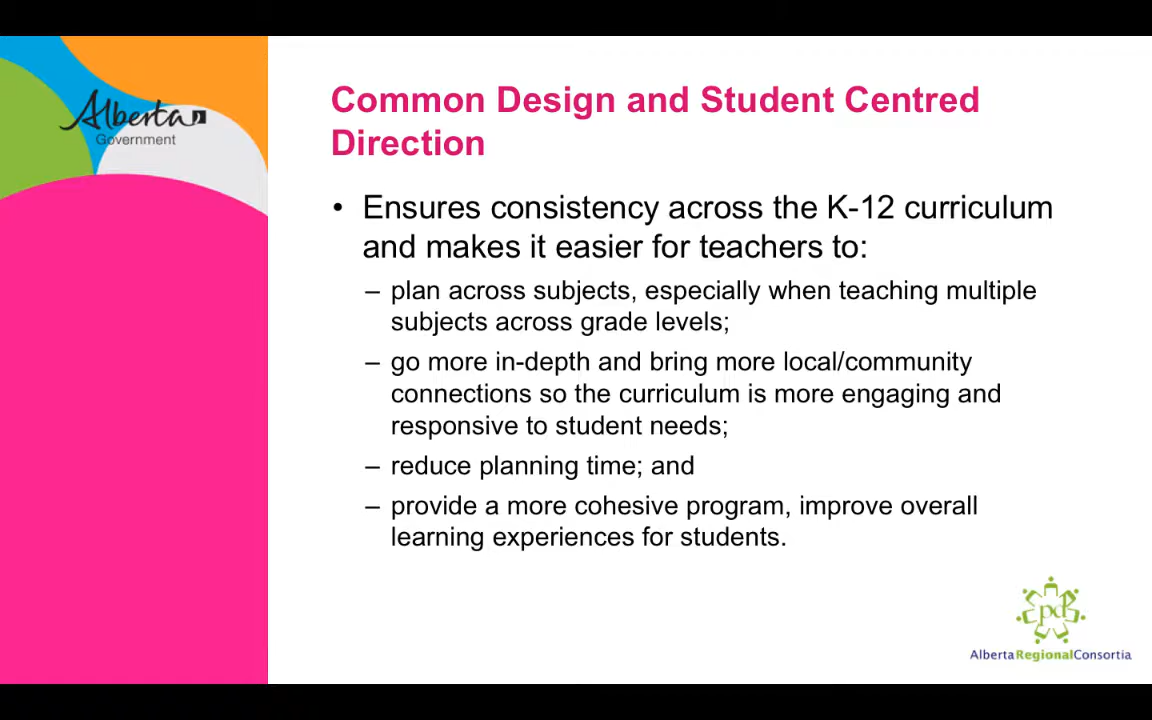 Alberta
Government
Common Design and Student Centred
Direction
• Ensures consistency across the K-12 curriculum
and makes it easier for teachers to:
– plan across subjects, especially when teaching multiple
subjects across grade levels;
– go more in-depth and bring more local/community
connections so the curriculum is more engaging and
responsive to student needs;
– reduce planning time; and
– provide a more cohesive program, improve overall
learning experiences for students.
pd
AlbertaRegionalConsortia